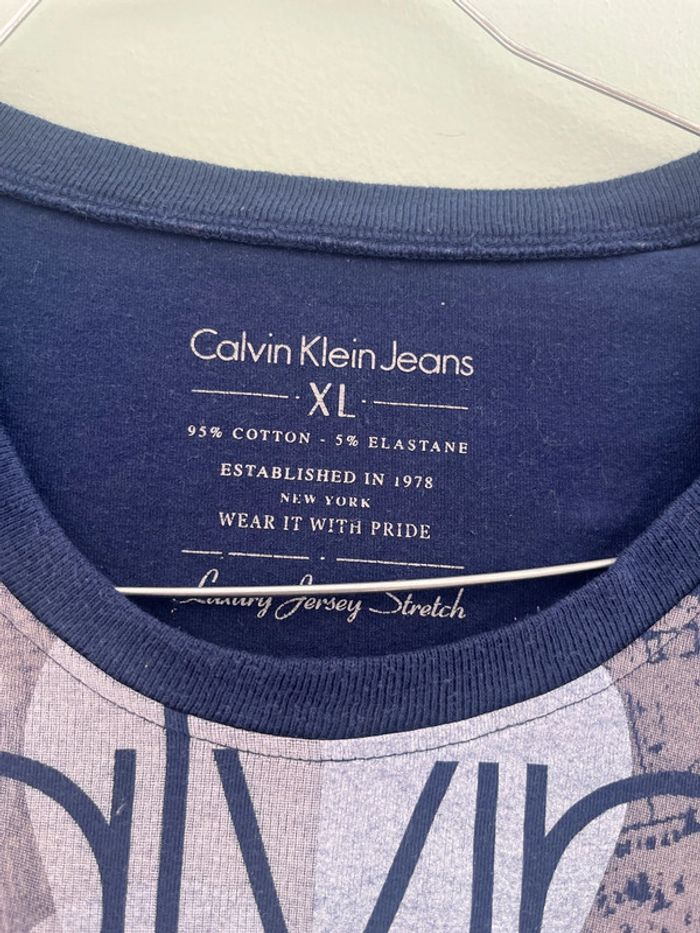 Calvin Klein Jeans
XL
95% COTTON - 5% ELASTANE
ESTABLISHED IN 1978
NEW YORK
WEAR IT WITH PRIDE
Luxury Jersey Stretch
alvin